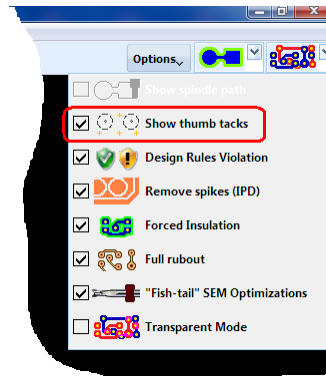 Options
Show spindle path
Show thumb tacks
Design Rules Violation
Remove spikes (IPD)
Forced Insulation
Full rubout
"Fish-tail" SEM Optimizations
Transparent Mode